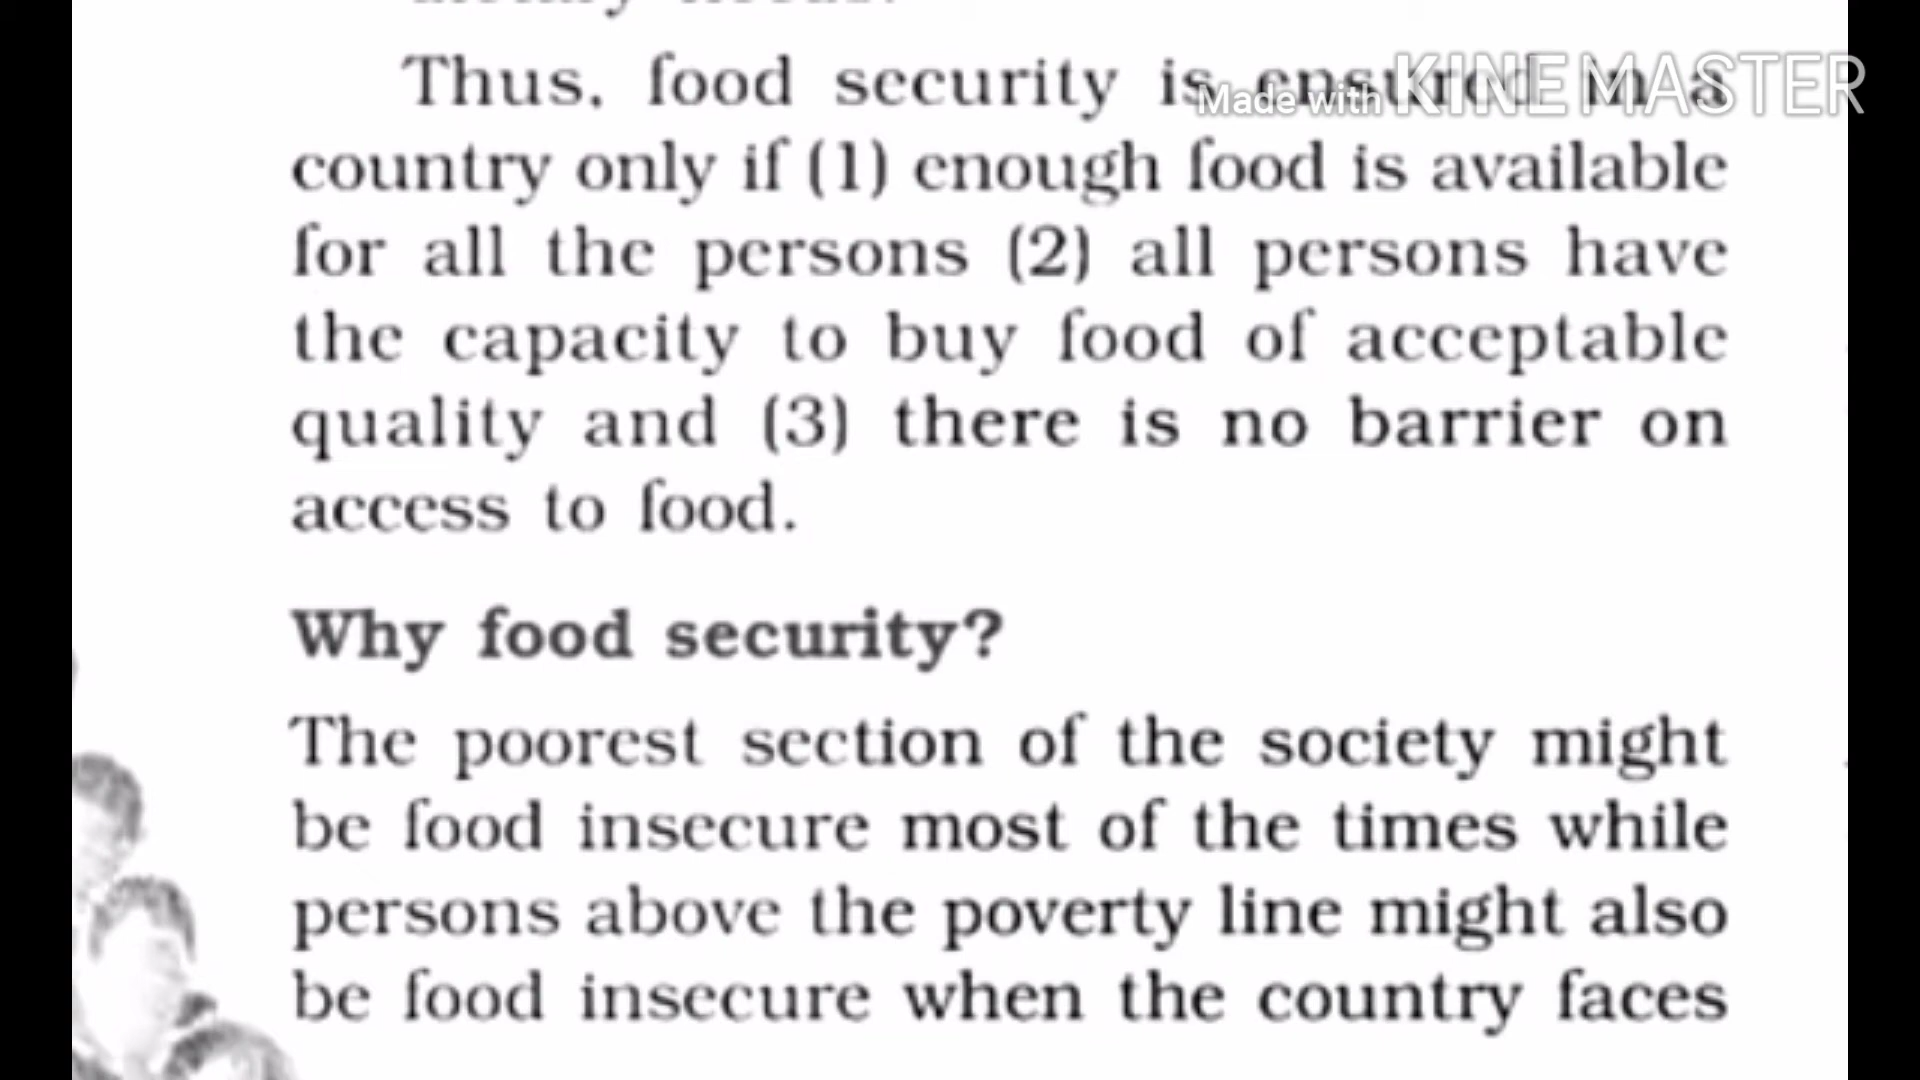 Thus, food security is ensured in a
Made with KINEMASTER
country only if (1) enough food is available
for all the persons (2) all persons have
the capacity to buy food of acceptable
quality and (3) there is no barrier on
access to food.
Why food security?
The poorest section of the society might
be food insecure most of the times while
persons above the poverty line might also
be food insecure when the country faces